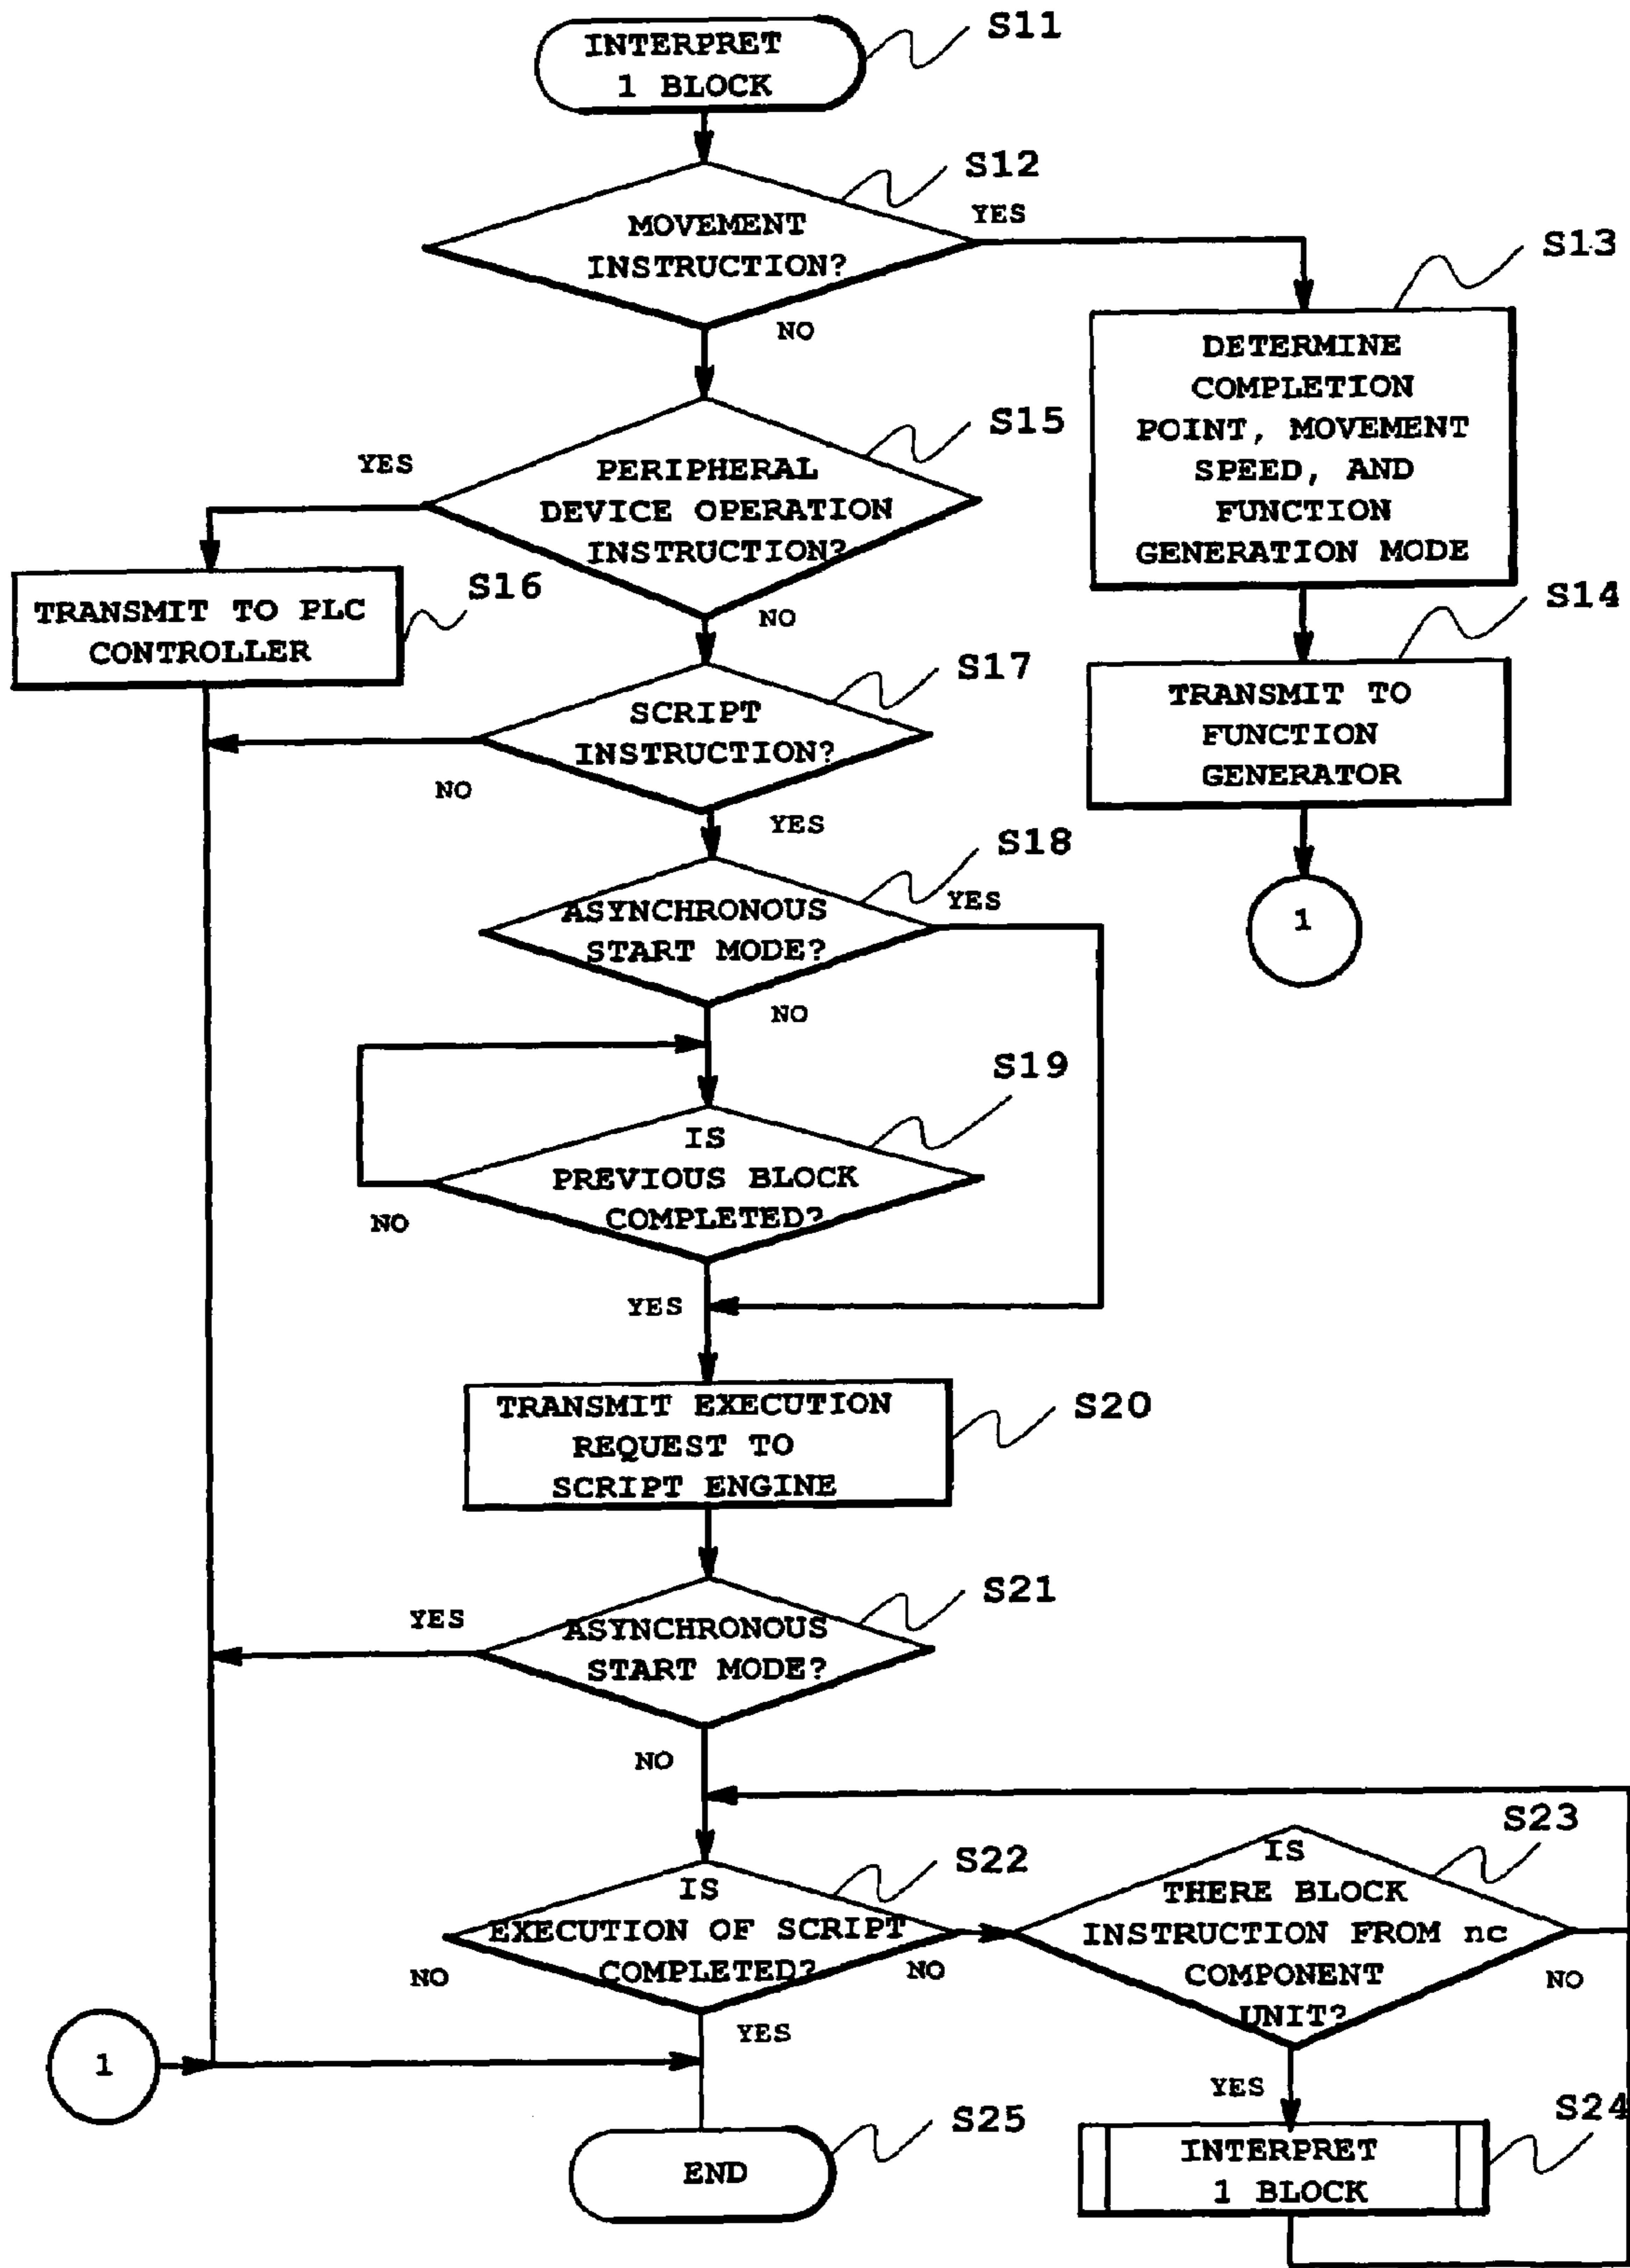 INTERPRET
1 BLOCK
S11
MOVEMENT
INSTRUCTION?
S12
YES
NO
DETERMINE
COMPLETION
POINT, MOVEMENT
SPEED, AND
FUNCTION
GENERATION MODE
S13
TRANSMIT TO
FUNCTION
GENERATOR
S14
1
PERIPHERAL
DEVICE OPERATION
INSTRUCTION?
S15
YES
NO
TRANSMIT TO PLC
CONTROLLER
S16
SCRIPT
INSTRUCTION?
S17
NO
YES
ASYNCHRONOUS
START MODE?
S18
YES
NO
IS
PREVIOUS BLOCK
COMPLETED?
S19
NO
YES
TRANSMIT EXECUTION
REQUEST TO
SCRIPT ENGINE
S20
ASYNCHRONOUS
START MODE?
S21
YES
NO
IS
EXECUTION OF SCRIPT
COMPLETED?
S22
NO
NO
YES
IS
THERE BLOCK
INSTRUCTION FROM nc
COMPONENT
UNIT?
S23
NO
YES
INTERPRET
1 BLOCK
S24
1
END
S25